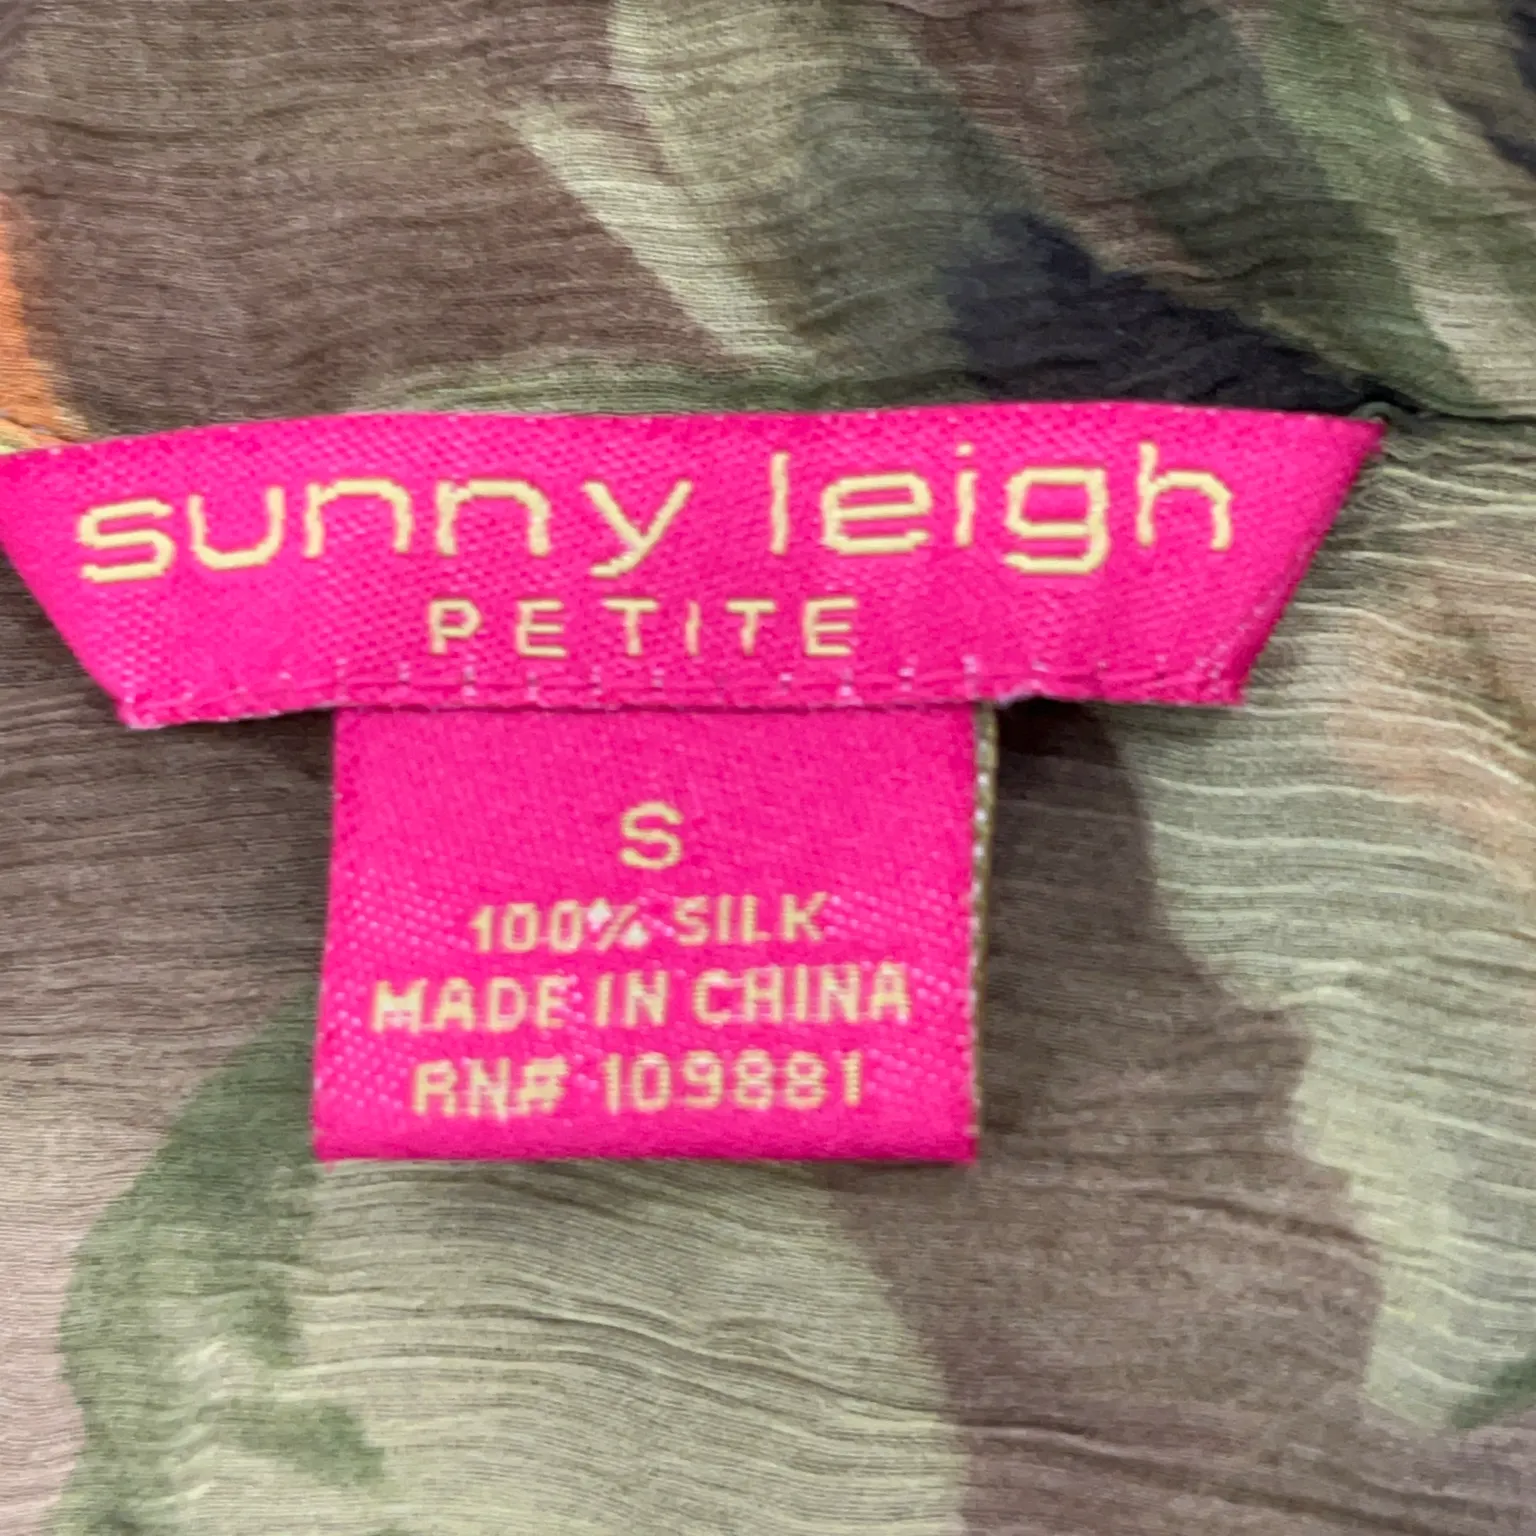 sunny leigh
PETITE
S
100% SILK
MADE IN CHINA
RN# 109881